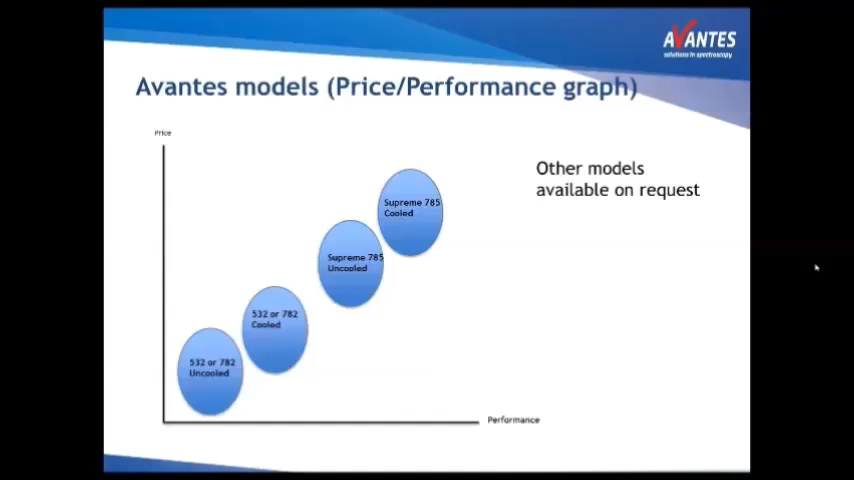 AVANTES
solutions in spectroscopy
Avantes models (Price/Performance graph)
Price
Other models
available on request
Supreme 785
Cooled
Supreme 785
Uncooled
532 or 782
Cooled
532 or 782
Uncooled
Performance